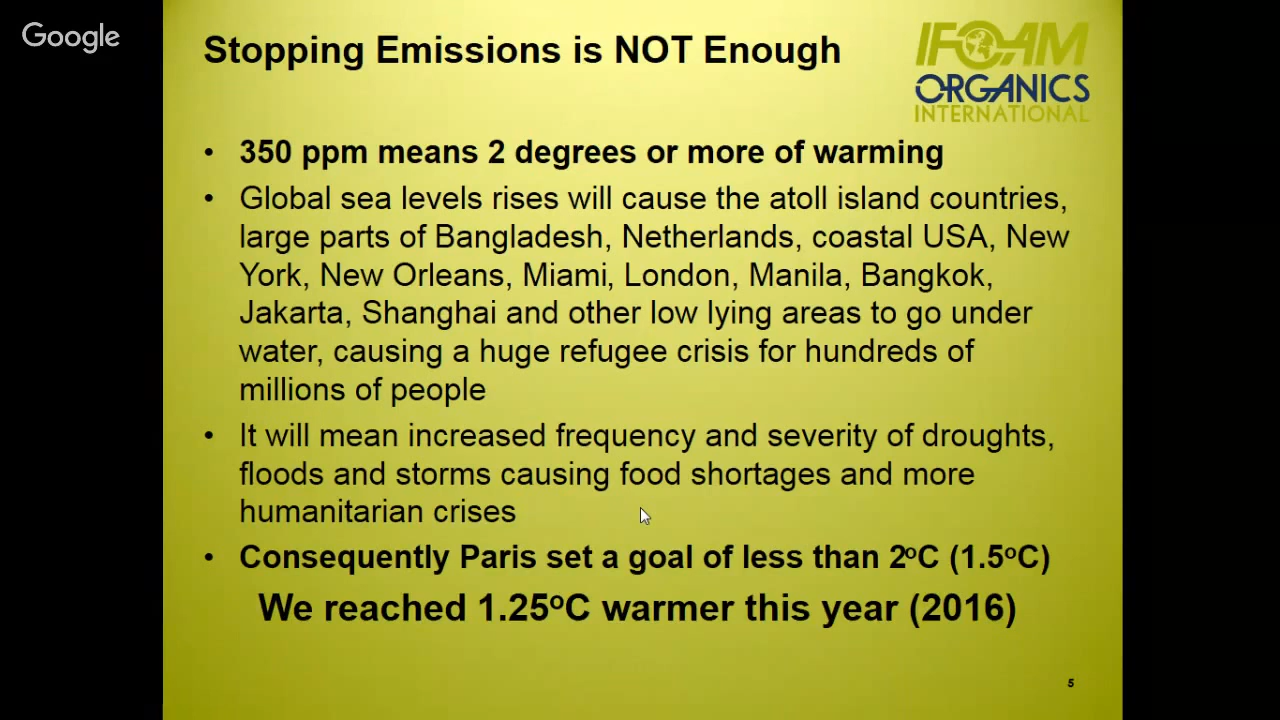 Google
Stopping Emissions is NOT Enough
IFOAM
ORGANICS
INTERNATIONAL
• 350 ppm means 2 degrees or more of warming
• Global sea levels rises will cause the atoll island countries,
large parts of Bangladesh, Netherlands, coastal USA, New
York, New Orleans, Miami, London, Manila, Bangkok,
Jakarta, Shanghai and other low lying areas to go under
water, causing a huge refugee crisis for hundreds of
millions of people
• It will mean increased frequency and severity of droughts,
floods and storms causing food shortages and more
humanitarian crises
• Consequently Paris set a goal of less than 2ºC (1.5ºC)
We reached 1.25ºC warmer this year (2016)
5